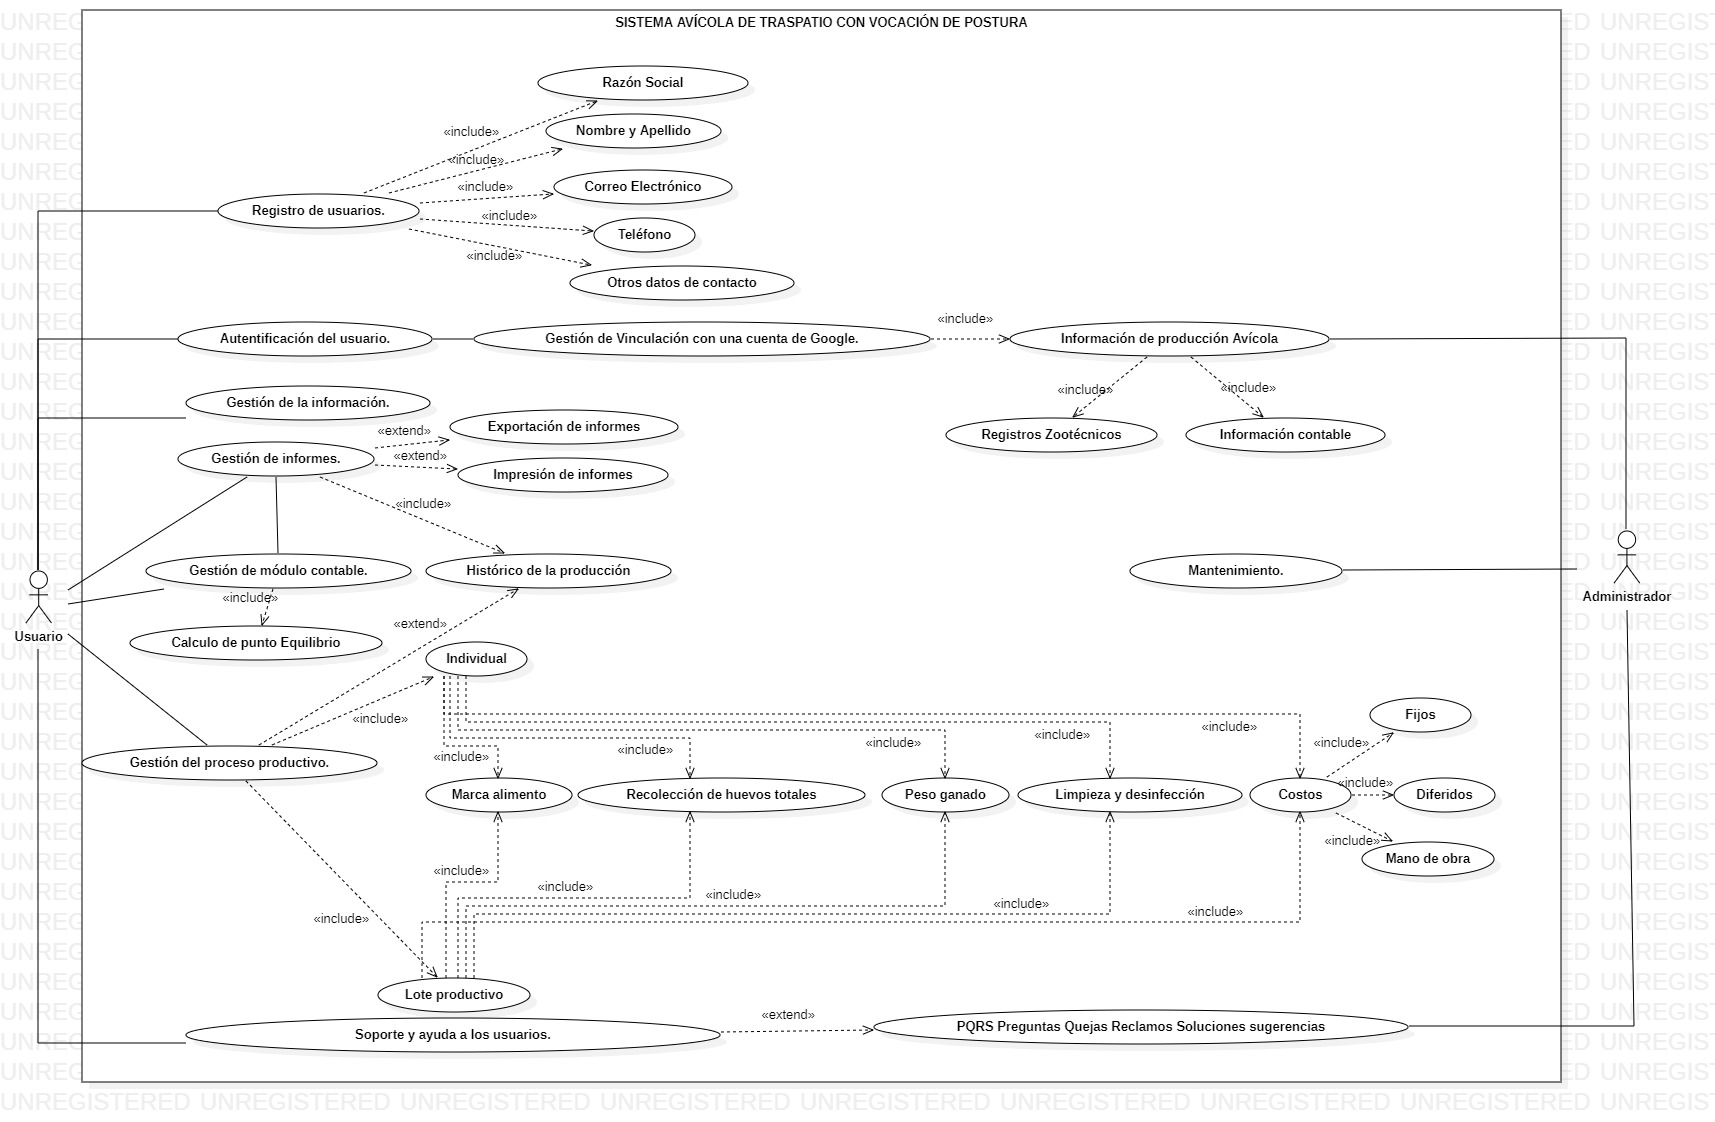 SISTEMA AVÍCOLA DE TRASPATIO CON VOCACIÓN DE POSTURA
Razón Social
«include»
Nombre y Apellido
«include»
Correo Electrónico
«include»
Registro de usuarios.
«include»
Teléfono
«include»
Otros datos de contacto
Autentificación del usuario.
Gestión de Vinculación con una cuenta de Google.
«include»
Información de producción Avícola
«include»
«include»
Gestión de la información.
Registros Zootécnicos
Información contable
«extend»
Exportación de informes
Gestión de informes.
«extend»
Impresión de informes
«include»
Gestión de módulo contable.
Histórico de la producción
Mantenimiento.
Administrador
Usuario
«include»
Calculo de punto Equilibrio
«extend»
Individual
«include»
«include»
«include»
«include»
«include»
«include»
Fijos
«include»
Gestión del proceso productivo.
Marca alimento
Recolección de huevos totales
Peso ganado
Limpieza y desinfección
Costos
«include»
Diferidos
«include»
Mano de obra
«include»
«include»
«include»
«include»
«include»
«include»
Lote productivo
Soporte y ayuda a los usuarios.
«extend»
PQRS Preguntas Quejas Reclamos Soluciones sugerencias
UNREGISTERED UNREGISTERED UNREGISTERED UNREGISTERED UNREGISTERED UNREGISTERED UNREGISTERED UNREGISTERED UNREGIST